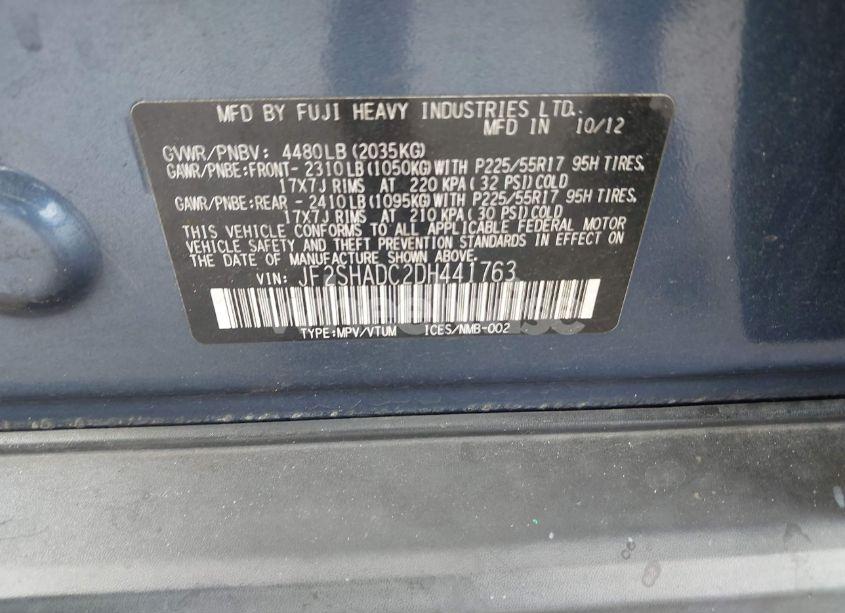 MFD BY FUJI HEAVY INDUSTRIES LTD.
MFD IN 10/12
GVWR/PNBV: 4480LB(2035KG)
GAWR/PNBE:FRONT- 2310LB(1050KG)WITH P225/55R17 95H TIRES,
17X7J RIMS AT 220 KPA(32 PSI)COLD
GAWR/PNBE:REAR - 2410LB(1095KG)WITH P225/55R17 95H TIRES,
17X7J RIMS AT 210 KPA(30 PSI)COLD
THIS VEHICLE CONFORMS TO ALL APPLICABLE FEDERAL MOTOR
VEHICLE SAFETY AND THEFT PREVENTION STANDARDS IN EFFECT ON
THE DATE OF MANUFACTURE SHOWN ABOVE.
VIN: JF2SHADC2DH441763
TYPE:MPV/VTUM ICES/NMB-002